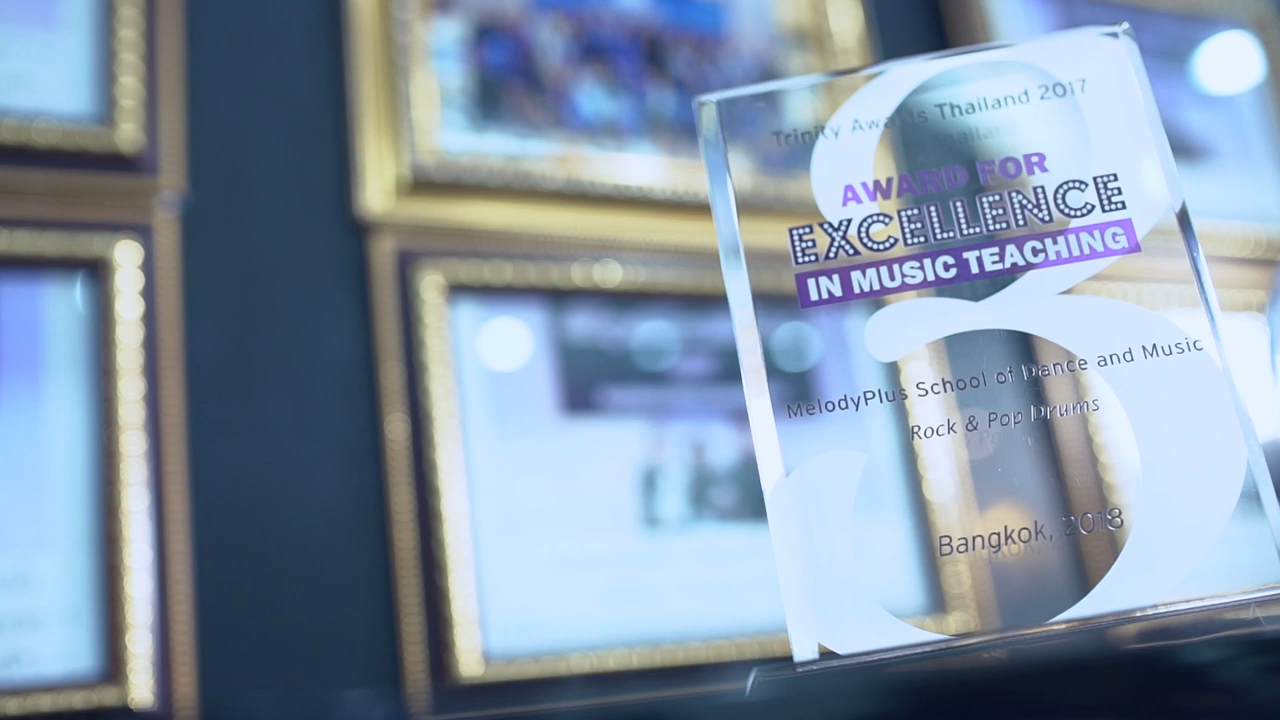 Trinity Awards Thailand 2017
AWARD FOR
EXCELLENCE
IN MUSIC TEACHING
MelodyPlus School of Dance and Music
Rock & Pop Drums
Bangkok, 2018